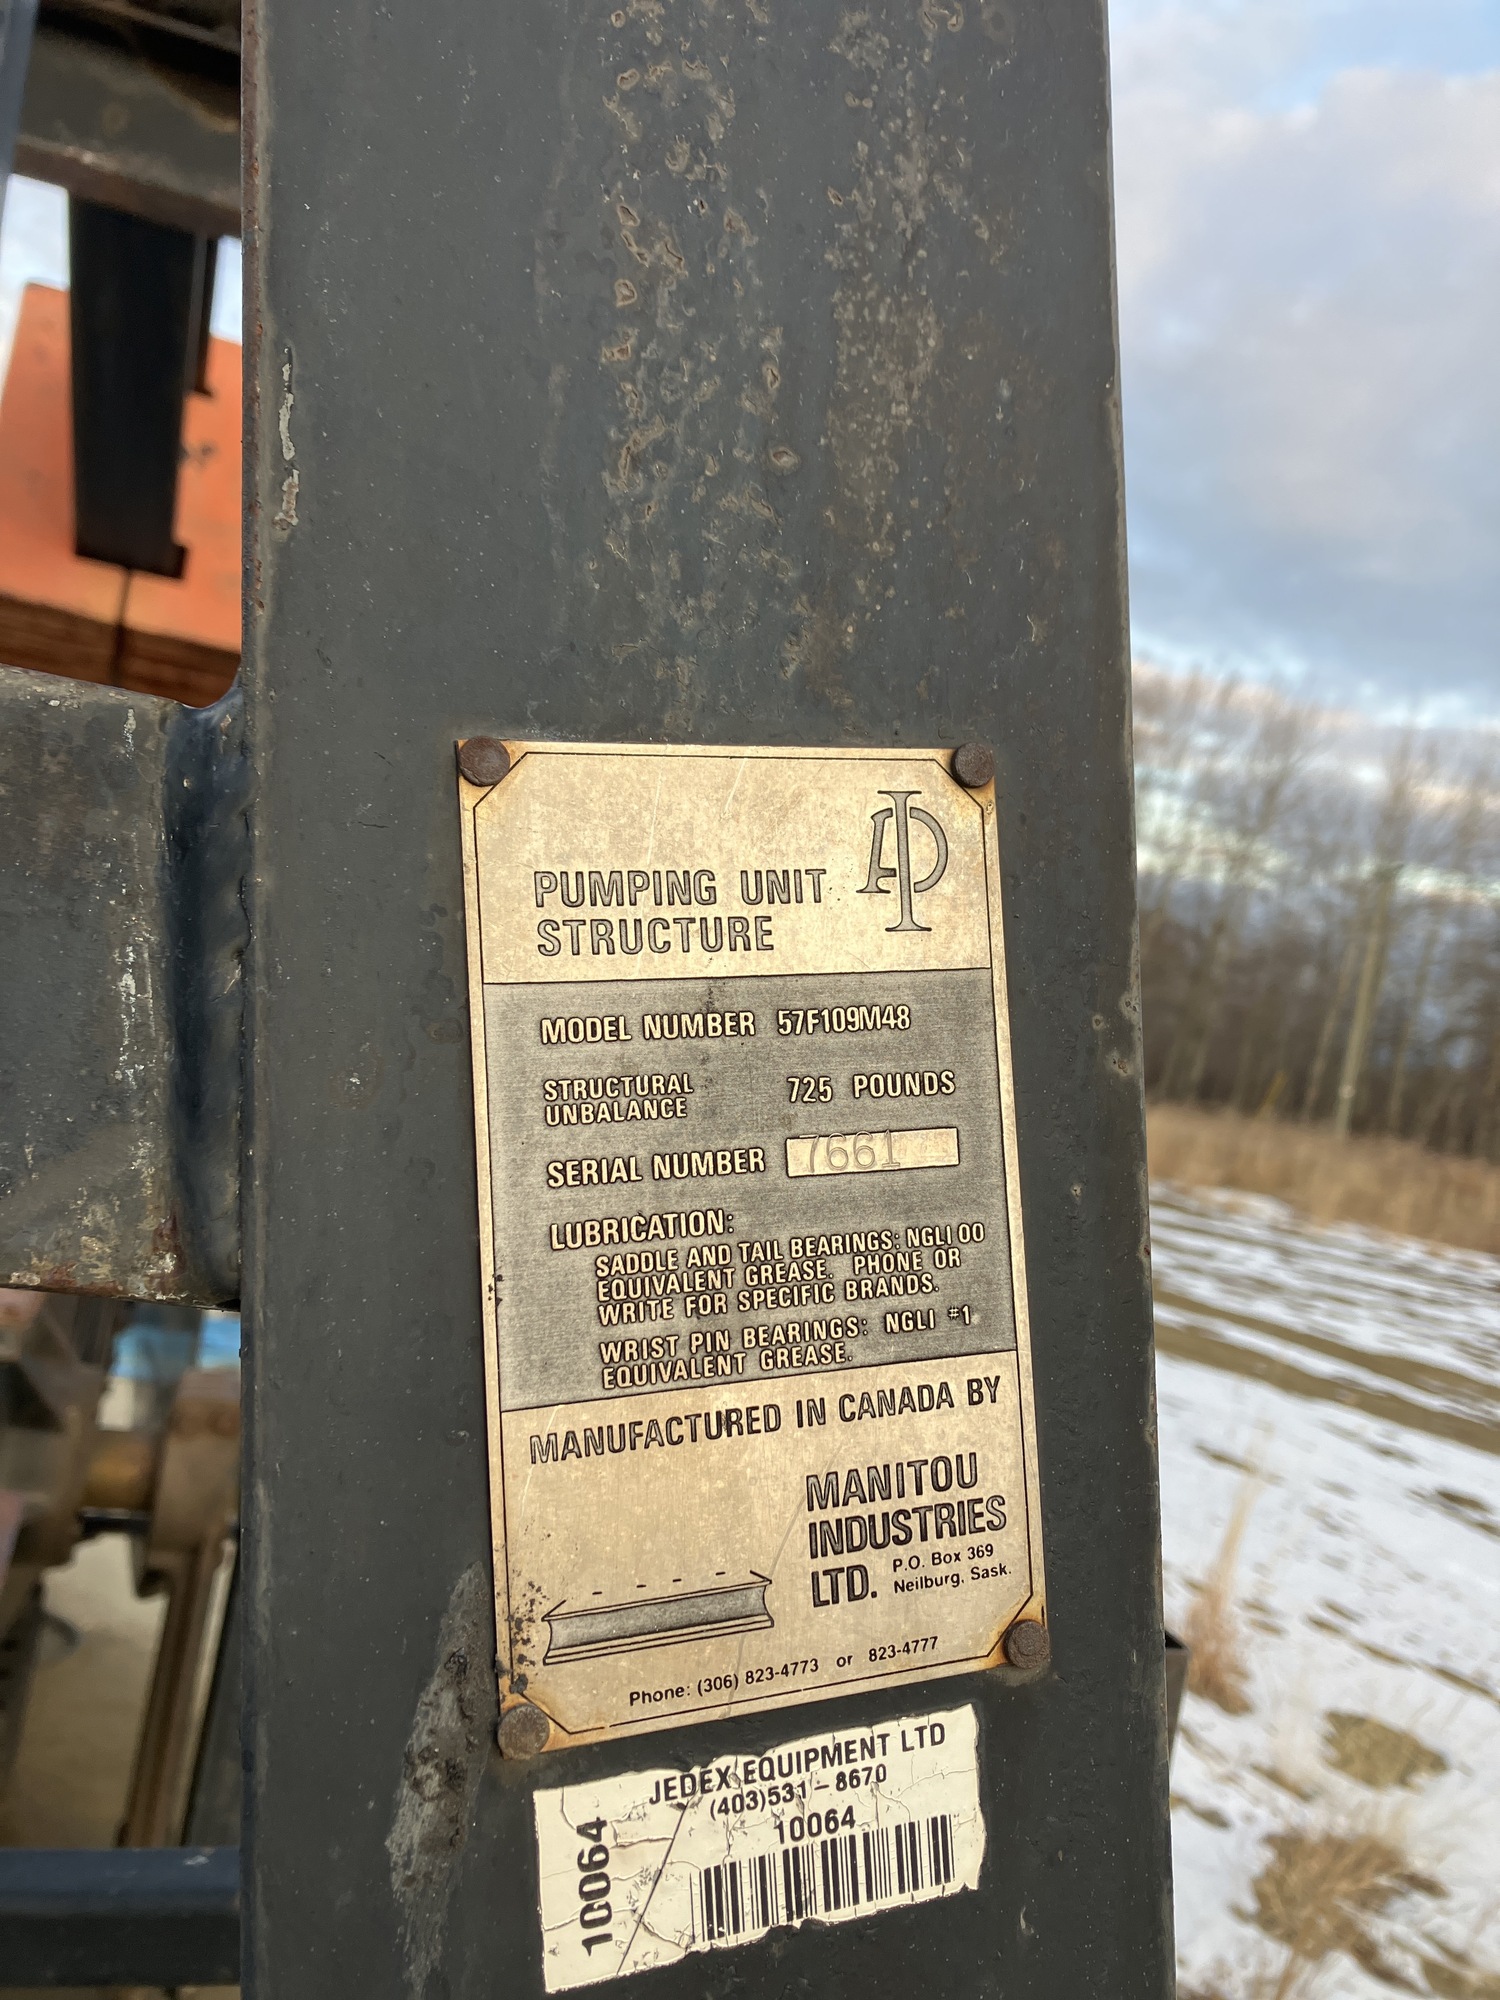 API
PUMPING UNIT
STRUCTURE
MODEL NUMBER 57F109M48
STRUCTURAL
UNBALANCE 725 POUNDS
SERIAL NUMBER 7661
LUBRICATION:
SADDLE AND TAIL BEARINGS: NGLI 00
EQUIVALENT GREASE. PHONE OR
WRITE FOR SPECIFIC BRANDS.
WRIST PIN BEARINGS: NGLI #1
EQUIVALENT GREASE.
MANUFACTURED IN CANADA BY
MANITOU
INDUSTRIES
LTD. P.O. Box 369
Neilburg, Sask.
Phone: (306) 823-4773 or 823-4777
JEDEX EQUIPMENT LTD
(403)531-8670
10064
10064